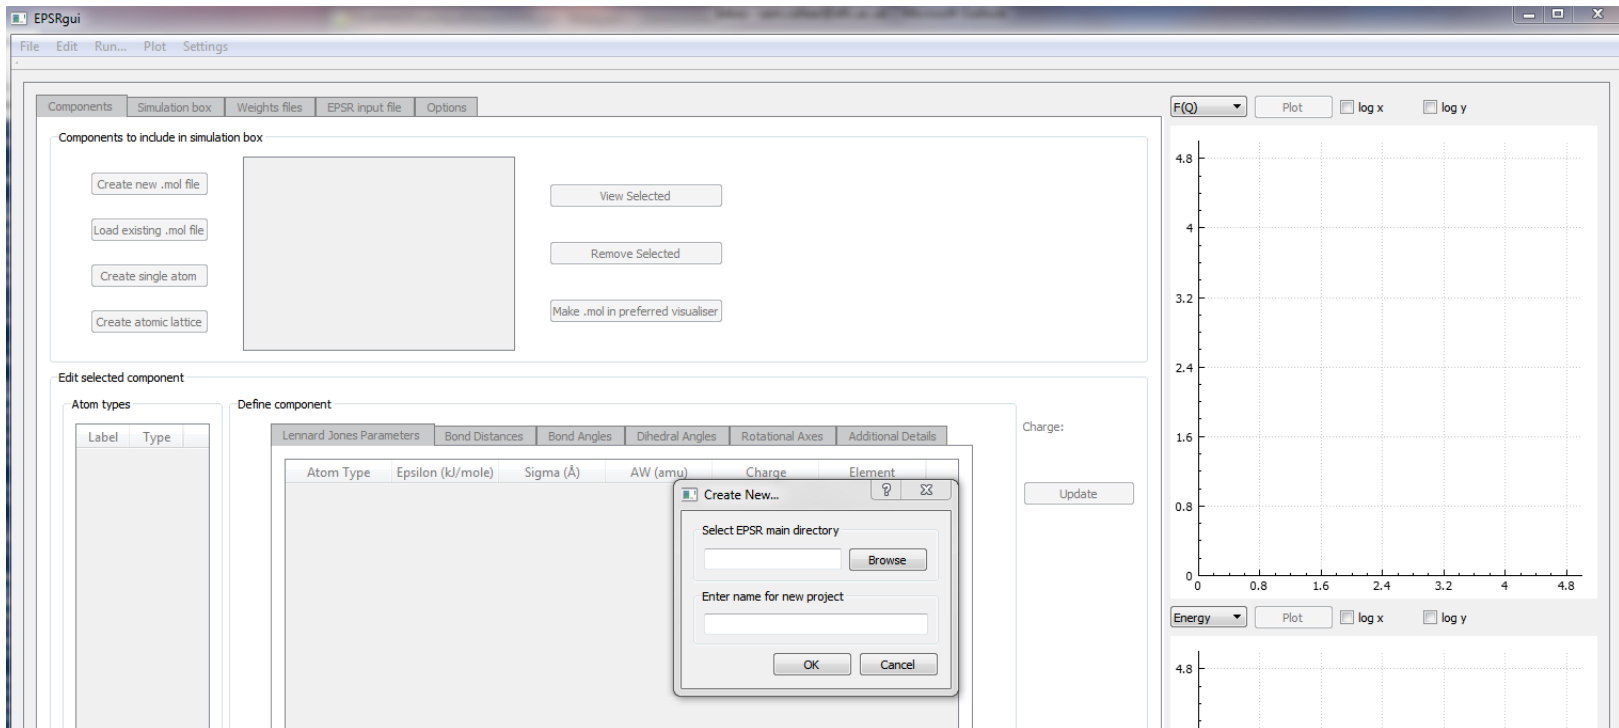 EPSRgui
File Edit Run... Plot Settings
Components Simulation box Weights files EPSR input file Options
Components to include in simulation box
Create new .mol file
Load existing .mol file
Create single atom
Create atomic lattice
View Selected
Remove Selected
Make .mol in preferred visualiser
Edit selected component
Atom types
Label Type
Define component
Lennard Jones Parameters Bond Distances Bond Angles Dihedral Angles Rotational Axes Additional Details
Atom Type Epsilon (kJ/mole) Sigma (Å) AW (amu) Charge Element
Charge:
Update
Create New...
Select EPSR main directory
Browse
Enter name for new project
OK Cancel
F(Q) Plot log x log y
4.8
4
3.2
2.4
1.6
0.8
0
0 0.8 1.6 2.4 3.2 4 4.8
Energy Plot log x log y
4.8